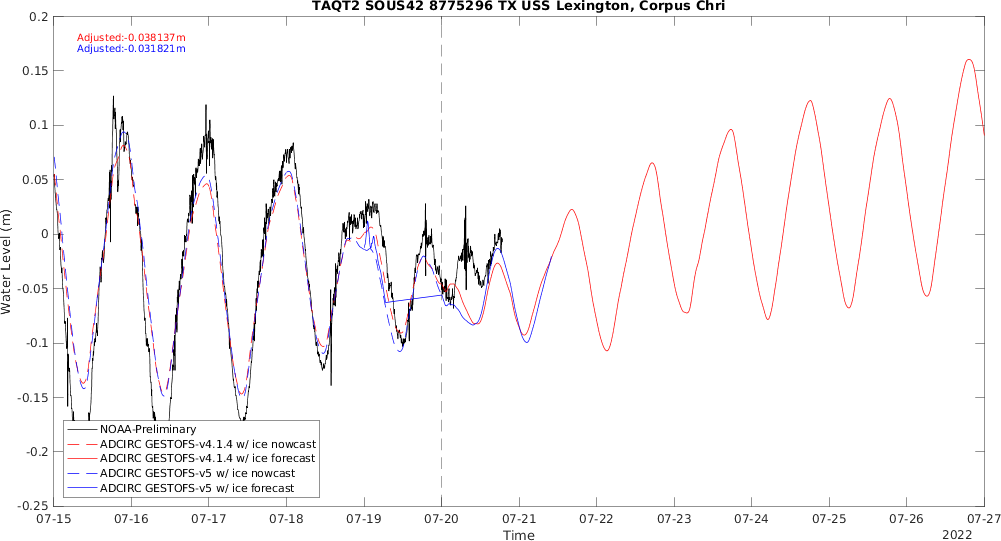 TAQT2 SOUS42 8775296 TX USS Lexington, Corpus Chri
Adjusted:-0.038137m
Adjusted:-0.031821m
0.2
0.15
0.1
0.05
0
-0.05
-0.1
-0.15
-0.2
-0.25
Water Level (m)
NOAA-Preliminary
ADCIRC GESTOFS-v4.1.4 w/ ice nowcast
ADCIRC GESTOFS-v4.1.4 w/ ice forecast
ADCIRC GESTOFS-v5 w/ ice nowcast
ADCIRC GESTOFS-v5 w/ ice forecast
07-15 07-16 07-17 07-18 07-19 07-20 07-21 07-22 07-23 07-24 07-25 07-26 07-27
Time
2022